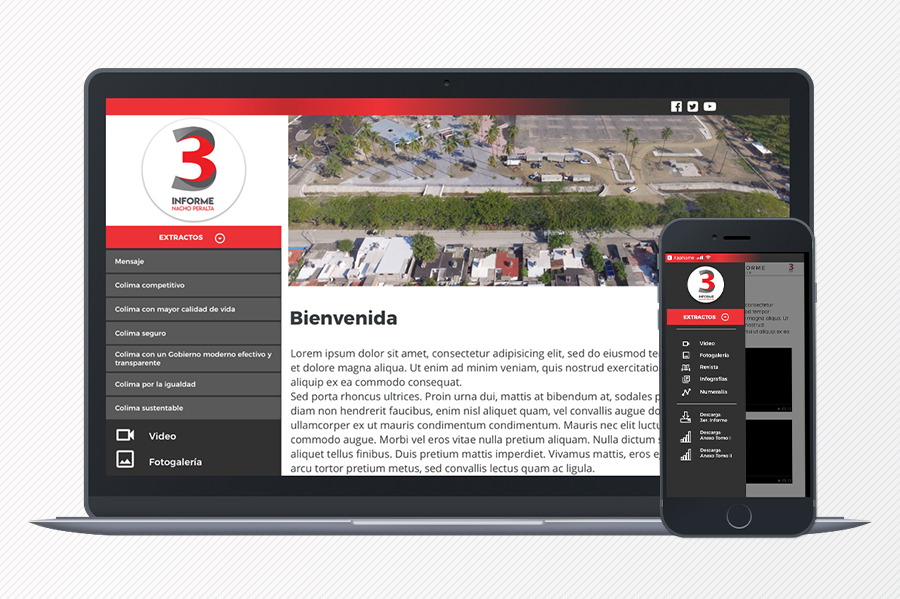 3
INFORME
NACHO PERALTA
EXTRACTOS
Mensaje
Colima competitivo
Colima con mayor calidad de vida
Colima seguro
Colima con un Gobierno moderno efectivo y
transparente
Colima por la igualdad
Colima sustentable
Video
Fotogalería
Bienvenida
Lorem ipsum dolor sit amet, consectetur adipisicing elit, sed do eiusmod te
et dolore magna aliqua. Ut enim ad minim veniam, quis nostrud exercitatio
aliquip ex ea commodo consequat.
Sed porta rhoncus ultrices. Proin urna dui, mattis at bibendum at, sodales p
diam non hendrerit faucibus, enim nisl aliquet quam, vel convallis augue do
ullamcorper ex ut mauris condimentum condimentum. Mauris nec elit luctu
commodo augue. Morbi vel eros vitae nulla pretium aliquam. Nulla dictum
aliquet tellus finibus. Duis pretium mattis imperdiet. Vivamus mattis, eros e
arcu tortor pretium metus, sed convallis lectus quam ac ligula.
3
INFORME
EXTRACTOS
Video
Fotogalería
Revista
Infografías
Numeralia
Descarga
3er. Informe
Descarga
Anexo Tomo I
Descarga
Anexo Tomo II
ORME
3
onsectetur
d tempor
magna aliqua. Ut
nostrud
isi ut aliquip ex ea